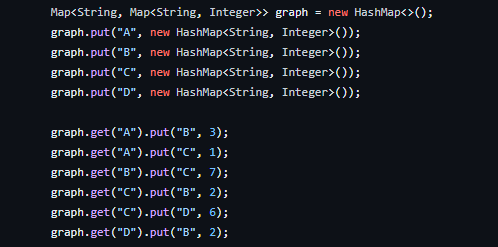 Map<String, Map<String, Integer>> graph = new HashMap<>();
graph.put("A", new HashMap<String, Integer>());
graph.put("B", new HashMap<String, Integer>());
graph.put("C", new HashMap<String, Integer>());
graph.put("D", new HashMap<String, Integer>());
graph.get("A").put("B", 3);
graph.get("A").put("C", 1);
graph.get("B").put("C", 7);
graph.get("C").put("B", 2);
graph.get("C").put("D", 6);
graph.get("D").put("B", 2);